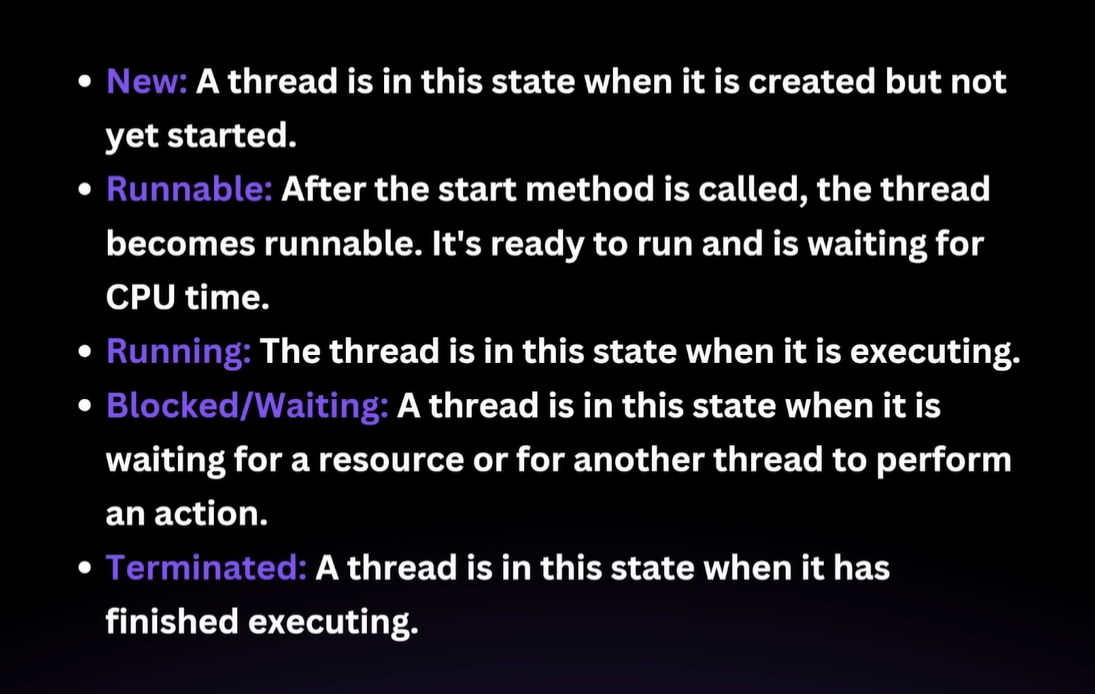 • New: A thread is in this state when it is created but not
yet started.
• Runnable: After the start method is called, the thread
becomes runnable. It's ready to run and is waiting for
CPU time.
• Running: The thread is in this state when it is executing.
• Blocked/Waiting: A thread is in this state when it is
waiting for a resource or for another thread to perform
an action.
• Terminated: A thread is in this state when it has
finished executing.